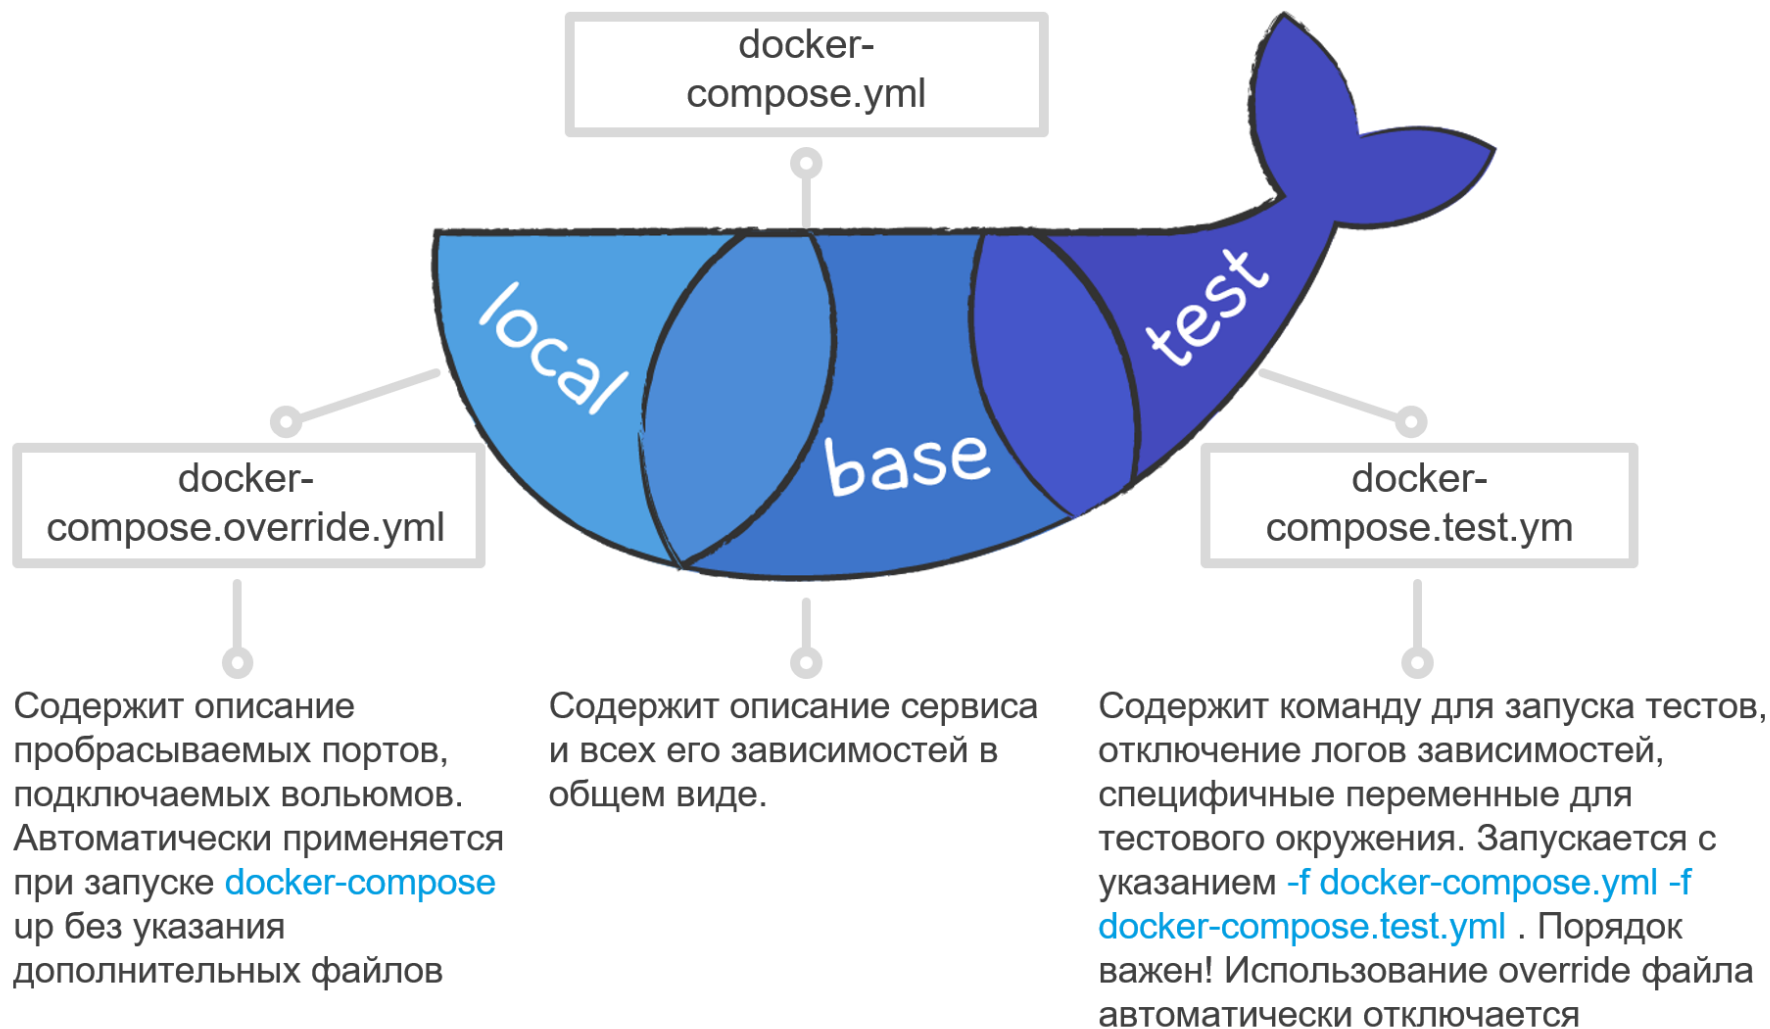 docker-
compose.yml
local
base
test
docker-
compose.override.yml
docker-
compose.test.ym
Содержит описание
пробрасываемых портов,
подключаемых вольюмов.
Автоматически применяется
при запуске docker-compose
up без указания
дополнительных файлов
Содержит описание сервиса
и всех его зависимостей в
общем виде.
Содержит команду для запуска тестов,
отключение логов зависимостей,
специфичные переменные для
тестового окружения. Запускается с
указанием -f docker-compose.yml -f
docker-compose.test.yml . Порядок
важен! Использование override файла
автоматически отключается